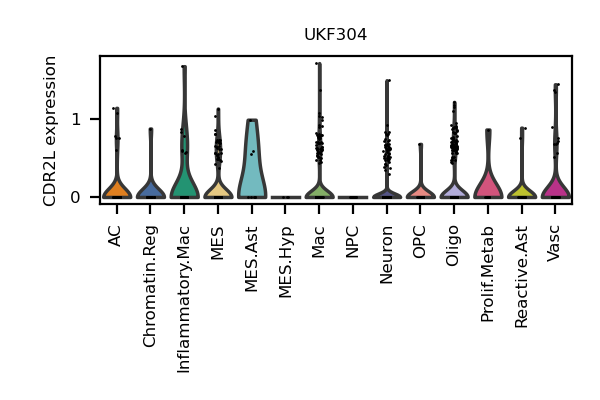 UKF304
CDR2L expression
1
0
AC
Chromatin.Reg
Inflammatory.Mac
MES
MES.Ast
MES.Hyp
Mac
NPC
Neuron
OPC
Oligo
Prolif.Metab
Reactive.Ast
Vasc